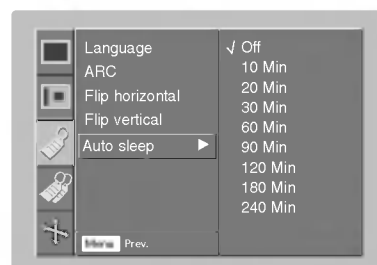 Language
ARC
Flip horizontal
Flip vertical
Auto sleep
Menu Prev.
√ Off
10 Min
20 Min
30 Min
60 Min
90 Min
120 Min
180 Min
240 Min